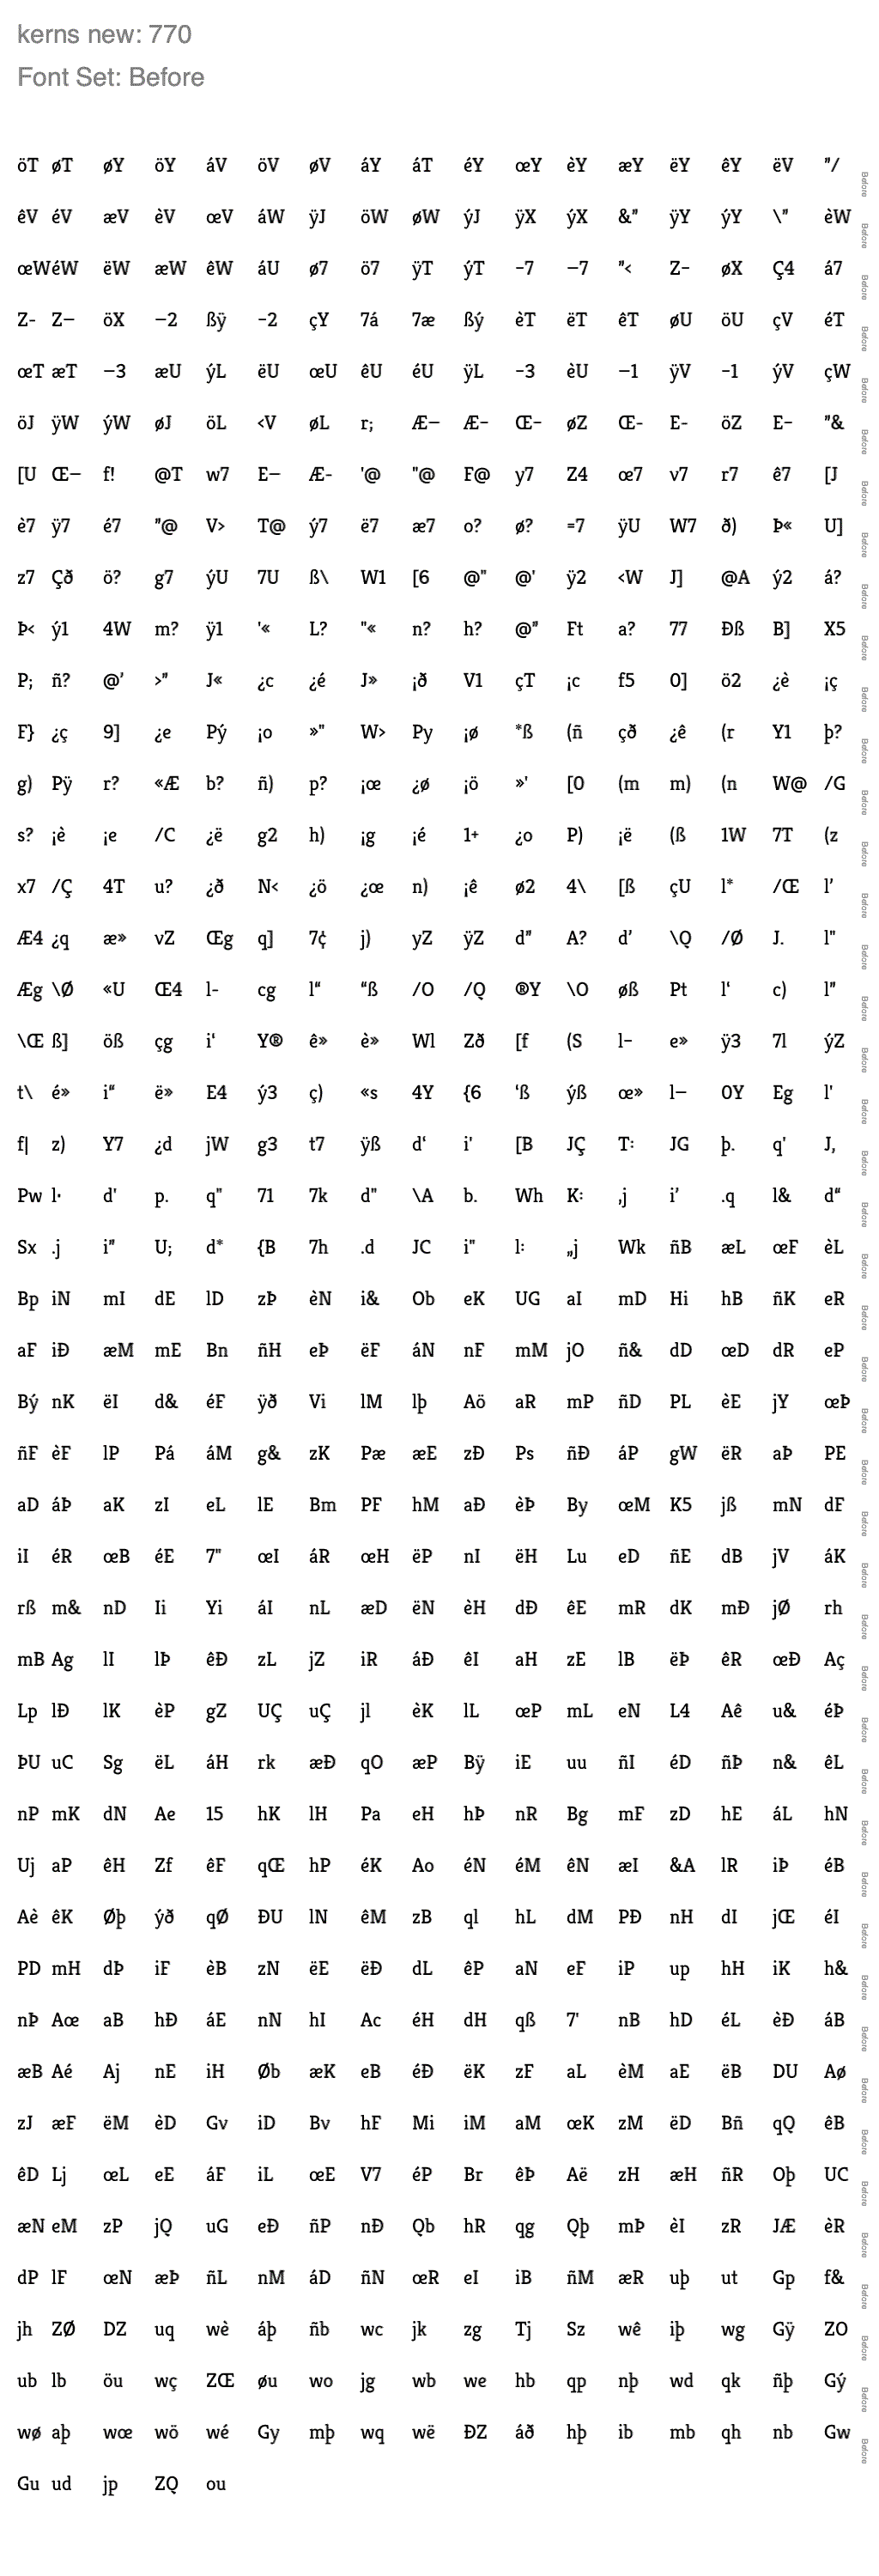 kerns new: 770
Font Set: Before
öT øT øY öY áV öV øV áY áT éY œY èY æY ëY êY ëV "/ Before
êV éV æV èV œV áW ÿJ öW øW ýJ ÿX ýX &" ÿY ýY \" èW Before
œW éW ëW æW êW áU ø7 ö7 ÿT ýT –7 —7 "< Z– øX Ç4 á7 Before
Z- Z— öX —2 ßÿ –2 çY 7á 7æ ßý èT ëT êT øU öU çV éT Before
œT æT —3 æU ýL ëU œU êU éU ÿL –3 èU —1 ÿV –1 ýV çW Before
öJ ÿW ýW øJ öL <V øL r; Æ— Æ– Œ– øZ Œ- E- öZ E– "& Before
[U Œ— f! @T w7 E— Æ- '@ "@ F@ y7 Z4 œ7 v7 r7 ê7 [J Before
è7 ÿ7 é7 ”@ V> T@ ý7 ë7 æ7 o? ø? =7 ÿU W7 ð) Þ« U] Before
z7 Çð ö? g7 ýU 7U ß\ W1 [6 @" @' ÿ2 <W J] @A ý2 á? Before
Þ< ý1 4W m? ÿ1 '« L? "« n? h? @” Ft a? 77 Ðß B] X5 Before
P; ñ? @’ >” J« ¿c ¿é J» ¡ð V1 çT ¡c f5 0] ö2 ¿è ¡ç Before
F} ¿ç 9] ¿e Pý ¡o »" W> Py ¡ø *ß (ñ çð ¿ê (r Y1 þ? Before
g) Pÿ r? «Æ b? ñ) p? ¡œ ¿ø ¡ö »' [0 (m m) (n W@ /G Before
s? ¡è ¡e /C ¿ë g2 h) ¡g ¡é 1+ ¿o P) ¡ë (ß 1W 7T (z Before
x7 /Ç 4T u? ¿ð N< ¿ö ¿œ n) ¡ê ø2 4\ [ß çU l* /Œ l’ Before
Æ4 ¿q æ» vZ Œg q] 7¢ j) yZ ÿZ d” A? d’ \Q /Ø J. l" Before
Æg \Ø «U Œ4 l- cg l“ “ß /O /Q ®Y \O øß Pt l‘ c) l” Before
\Œ ß] öß çg i‘ Y® ê» è» Wl Zð [f (S l– e» ÿ3 7l ýZ Before
t\ é» i“ ë» E4 ý3 ç) «s 4Y {6 ‘ß ýß œ» l— 0Y Eg l' Before
f| z) Y7 ¿d jW g3 t7 ÿß d‘ i' [B JÇ T: JG þ. q' J, Before
Pw l· d' p. q" 71 7k d" \A b. Wh K: ,j i’ .q l& d“ Before
Sx .j i” U; d* {B 7h .d JC i" l: „j Wk ñB æL œF èL Before
Bp iN mI dE lD zÞ èN i& Ob eK UG aI mD Hi hB ñK eR Before
aF iÐ æM mE Bn ñH eÞ ëF áN nF mM jO ñ& dD œD dR eP Before
Bý nK ëI d& éF ÿð Vi lM lþ Aö aR mP ñD PL èE jY œÞ Before
ñF èF lP Pá áM g& zK Pæ æE zÐ Ps ñÐ áP gW ëR aÞ PE Before
aD áÞ aK zI eL lE Bm PF hM aÐ èÞ By œM K5 jß mN dF Before
iI éR œB éE 7" œI áR œH ëP nI ëH Lu eD ñE dB jV áK Before
rß m& nD Ii Yi áI nL æD ëN èH dÐ êE mR dK mÐ jØ rh Before
mB Ag lI lÞ êÐ zL jZ iR áÐ êI aH zE lB ëÞ êR œÐ Aç Before
Lp lÐ lK èP gZ UÇ uÇ jl èK lL œP mL eN L4 Aê u& éÞ Before
ÞU uC Sg ëL áH rk æÐ qO æP Bÿ iE uu ñI éD ñÞ n& êL Before
nP mK dN Ae 15 hK lH Pa eH hÞ nR Bg mF zD hE áL hN Before
Uj aP êH Zf êF qŒ hP éK Ao éN éM êN æI &A lR iÞ éB Before
Aè êK Øþ ýð qØ ÐU lN êM zB ql hL dM PÐ nH dI jŒ éI Before
PD mH dÞ iF èB zN ëE ëÐ dL êP aN eF iP up hH iK h& Before
nÞ Aœ aB hÐ áE nN hI Ac éH dH qß 7' nB hD éL èÐ áB Before
æB Aé Aj nE iH Øb æK eB éÐ ëK zF aL èM aE ëB DU Aø Before
zJ æF ëM èD Gv iD Bv hF Mi iM aM œK zM ëD Bñ qQ êB Before
êD Lj œL eE áF iL œE V7 éP Br êÞ Aë zH æH ñR Oþ UC Before
æN eM zP jQ uG eÐ ñP nÐ Qb hR qg Qþ mÞ èI zR JÆ èR Before
dP lF œN æÞ ñL nM áD ñN œR eI iB ñM æR uþ ut Gp f& Before
jh ZØ DZ uq wè áþ ñb wc jk zg Tj Sz wê iþ wg Gÿ ZO Before
ub lb öu wç ZŒ øu wo jg wb we hb qp nþ wd qk ñþ Gý Before
wø aþ wœ wö wé Gy mþ wq wë ÐZ áð hþ ib mb qh nb Gw Before
Gu ud jp ZQ ou